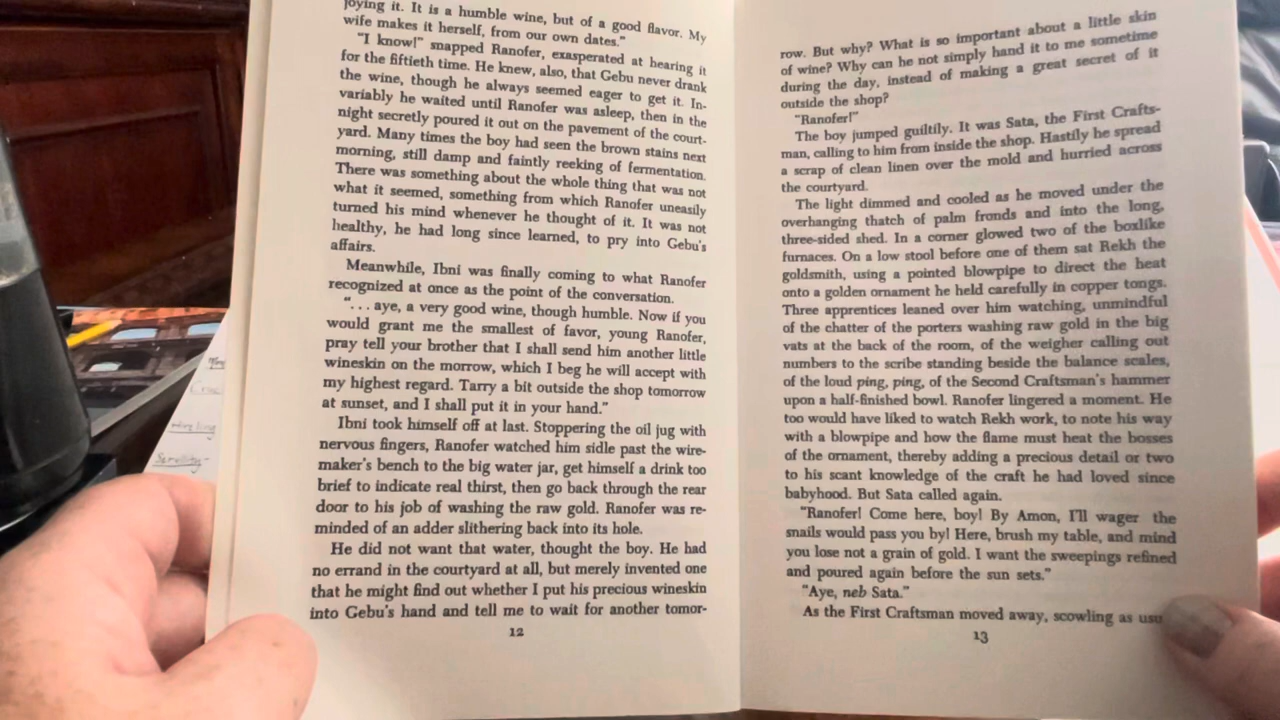 joying it. It is a humble wine, but of a good flavor. My
wife makes it herself, from our own dates."
"I know!" snapped Ranofer, exasperated at hearing it
for the fiftieth time. He knew, also, that Gebu never drank
the wine, though he always seemed eager to get it. In-
variably he waited until Ranofer was asleep, then in the
night secretly poured it out on the pavement of the court-
yard. Many times the boy had seen the brown stains next
morning, still damp and faintly reeking of fermentation.
There was something about the whole thing that was not
what it seemed, something from which Ranofer uneasily
turned his mind whenever he thought of it. It was not
healthy, he had long since learned, to pry into Gebu's
affairs.
Meanwhile, Ibni was finally coming to what Ranofer
recognized at once as the point of the conversation.
". . . aye, a very good wine, though humble. Now if you
would grant me the smallest of favor, young Ranofer,
pray tell your brother that I shall send him another little
wineskin on the morrow, which I beg he will accept with
my highest regard. Tarry a bit outside the shop tomorrow
at sunset, and I shall put it in your hand."
Ibni took himself off at last. Stoppering the oil jug with
nervous fingers, Ranofer watched him sidle past the wire-
maker's bench to the big water jar, get himself a drink too
brief to indicate real thirst, then go back through the rear
door to his job of washing the raw gold. Ranofer was re-
minded of an adder slithering back into its hole.
He did not want that water, thought the boy. He had
no errand in the courtyard at all, but merely invented one
that he might find out whether I put his precious wineskin
into Gebu's hand and tell me to wait for another tomor-
12
row. But why? What is so important about a little skin
of wine? Why can he not simply hand it to me sometime
during the day, instead of making a great secret of it
outside the shop?
"Ranofer!"
The boy jumped guiltily. It was Sata, the First Crafts-
man, calling to him from inside the shop. Hastily he spread
a scrap of clean linen over the mold and hurried across
the courtyard.
The light dimmed and cooled as he moved under the
overhanging thatch of palm fronds and into the long,
three-sided shed. In a corner glowed two of the boxlike
furnaces. On a low stool before one of them sat Rekh the
goldsmith, using a pointed blowpipe to direct the heat
onto a golden ornament he held carefully in copper tongs.
Three apprentices leaned over him watching, unmindful
of the chatter of the porters washing raw gold in the big
vats at the back of the room, of the weigher calling out
numbers to the scribe standing beside the balance scales,
of the loud ping, ping, of the Second Craftsman's hammer
upon a half-finished bowl. Ranofer lingered a moment. He
too would have liked to watch Rekh work, to note his way
with a blowpipe and how the flame must heat the bosses
of the ornament, thereby adding a precious detail or two
to his scant knowledge of the craft he had loved since
babyhood. But Sata called again.
"Ranofer! Come here, boy! By Amon, I'll wager the
snails would pass you by! Here, brush my table, and mind
you lose not a grain of gold. I want the sweepings refined
and poured again before the sun sets."
"Aye, neb Sata."
As the First Craftsman moved away, scowling as usu
13